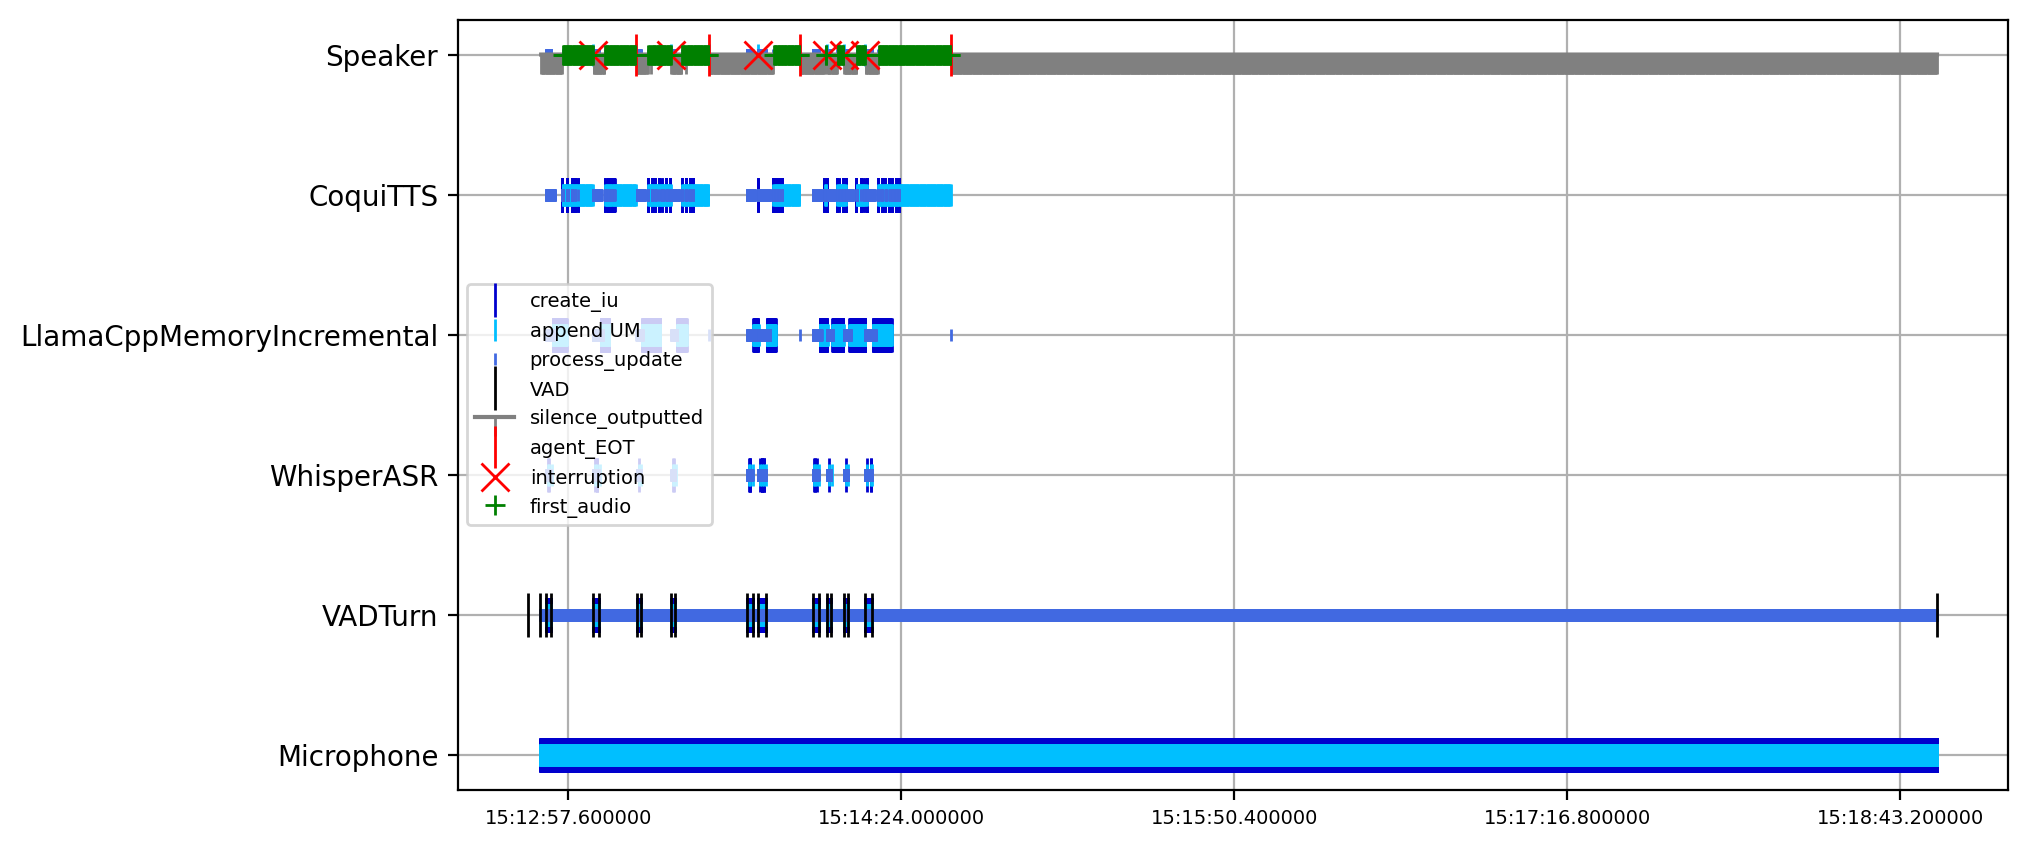 Speaker
CoquiTTS
LlamaCppMemoryIncremental
WhisperASR
VADTurn
Microphone
create_iu
append UM
process_update
VAD
silence_outputted
agent_EOT
interruption
first_audio
15:12:57.600000 15:14:24.000000 15:15:50.400000 15:17:16.800000 15:18:43.200000